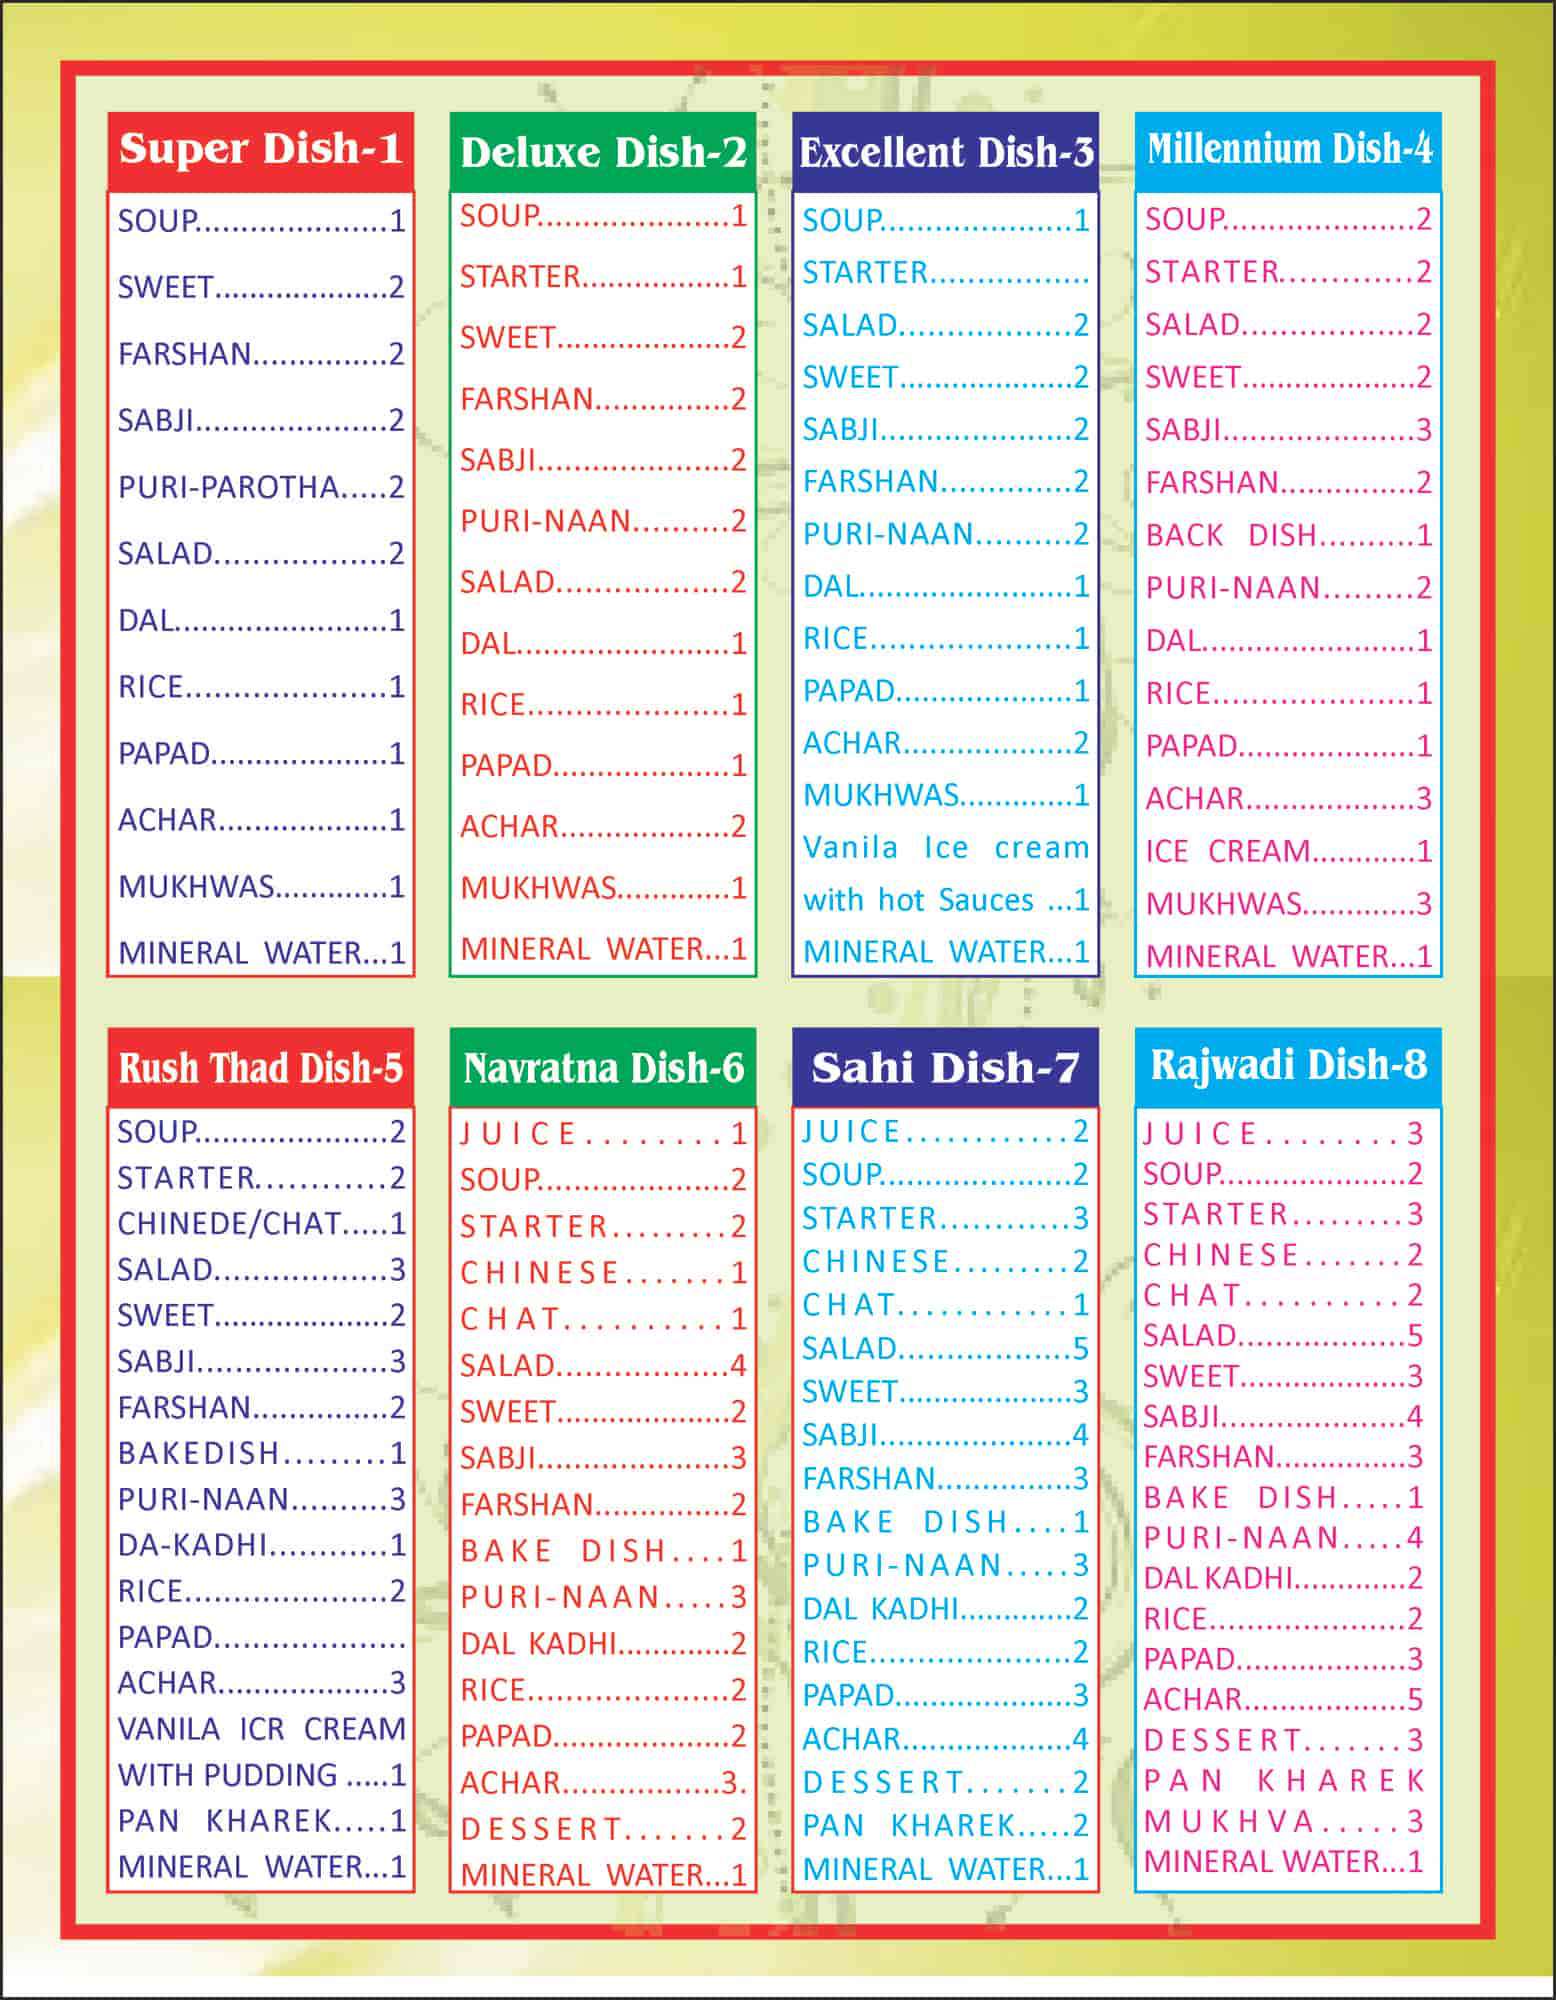 Super Dish-1
SOUP.....................1
SWEET....................2
FARSHAN...............2
SABJI.....................2
PURI-PAROTHA.....2
SALAD...................2
DAL.......................1
RICE......................1
PAPAD...................1
ACHAR...................1
MUKHWAS............1
MINERAL WATER...1
Deluxe Dish-2
SOUP.....................1
STARTER................1
SWEET...................2
FARSHAN...............2
SABJI.....................2
PURI-NAAN..........2
SALAD...................2
DAL.......................1
RICE......................1
PAPAD...................1
ACHAR...................2
MUKHWAS............1
MINERAL WATER...1
Excellent Dish-3
SOUP.....................1
STARTER.................
SALAD...................2
SWEET...................2
SABJI.....................2
FARSHAN...............2
PURI-NAAN..........2
DAL.......................1
RICE......................1
PAPAD...................1
ACHAR...................2
MUKHWAS............1
Vanila Ice cream
with hot Sauces ...1
MINERAL WATER...1
Millennium Dish-4
SOUP.....................2
STARTER.............2
SALAD...................2
SWEET...................2
SABJI.....................3
FARSHAN...............2
BACK DISH..........1
PURI-NAAN.........2
DAL.......................1
RICE......................1
PAPAD...................1
ACHAR...................3
ICE CREAM............1
MUKHWAS............3
MINERAL WATER...1
Rush Thad Dish-5
SOUP.....................2
STARTER............2
CHINEDE/CHAT.....1
SALAD...................3
SWEET...................2
SABJI.....................3
FARSHAN...............2
BAKEDISH.........1
PURI-NAAN..........3
DA-KADHI............1
RICE......................2
PAPAD....................
ACHAR...................3
VANILA ICR CREAM
WITH PUDDING .....1
PAN KHAREK.....1
MINERAL WATER...1
Navratna Dish-6
JUICE........1
SOUP.....................2
STARTER.........2
CHINESE.......1
CHAT..........1
SALAD...................4
SWEET...................2
SABJI.....................3
FARSHAN...............2
BAKE DISH....1
PURI-NAAN.....3
DAL KADHI.............2
RICE......................2
PAPAD...................2
ACHAR..................3.
DESSERT.......2
MINERAL WATER...1
Sahi Dish-7
JUICE............2
SOUP.....................2
STARTER............3
CHINESE.........2
CHAT............1
SALAD...................5
SWEET...................3
SABJI.....................4
FARSHAN...............3
BAKE DISH....1
PURI-NAAN.....3
DAL KADHI.............2
RICE......................2
PAPAD...................3
ACHAR...................4
DESSERT.......2
PAN KHAREK.....2
MINERAL WATER...1
Rajwadi Dish-8
JUICE........3
SOUP.....................2
STARTER.........3
CHINESE.......2
CHAT..........2
SALAD...................5
SWEET...................3
SABJI.....................4
FARSHAN...............3
BAKE DISH.....1
PURI-NAAN.....4
DAL KADHI.............2
RICE......................2
PAPAD...................3
ACHAR..................5
DESSERT.......3
PAN KHAREK
MUKHVA.....3
MINERAL WATER...1